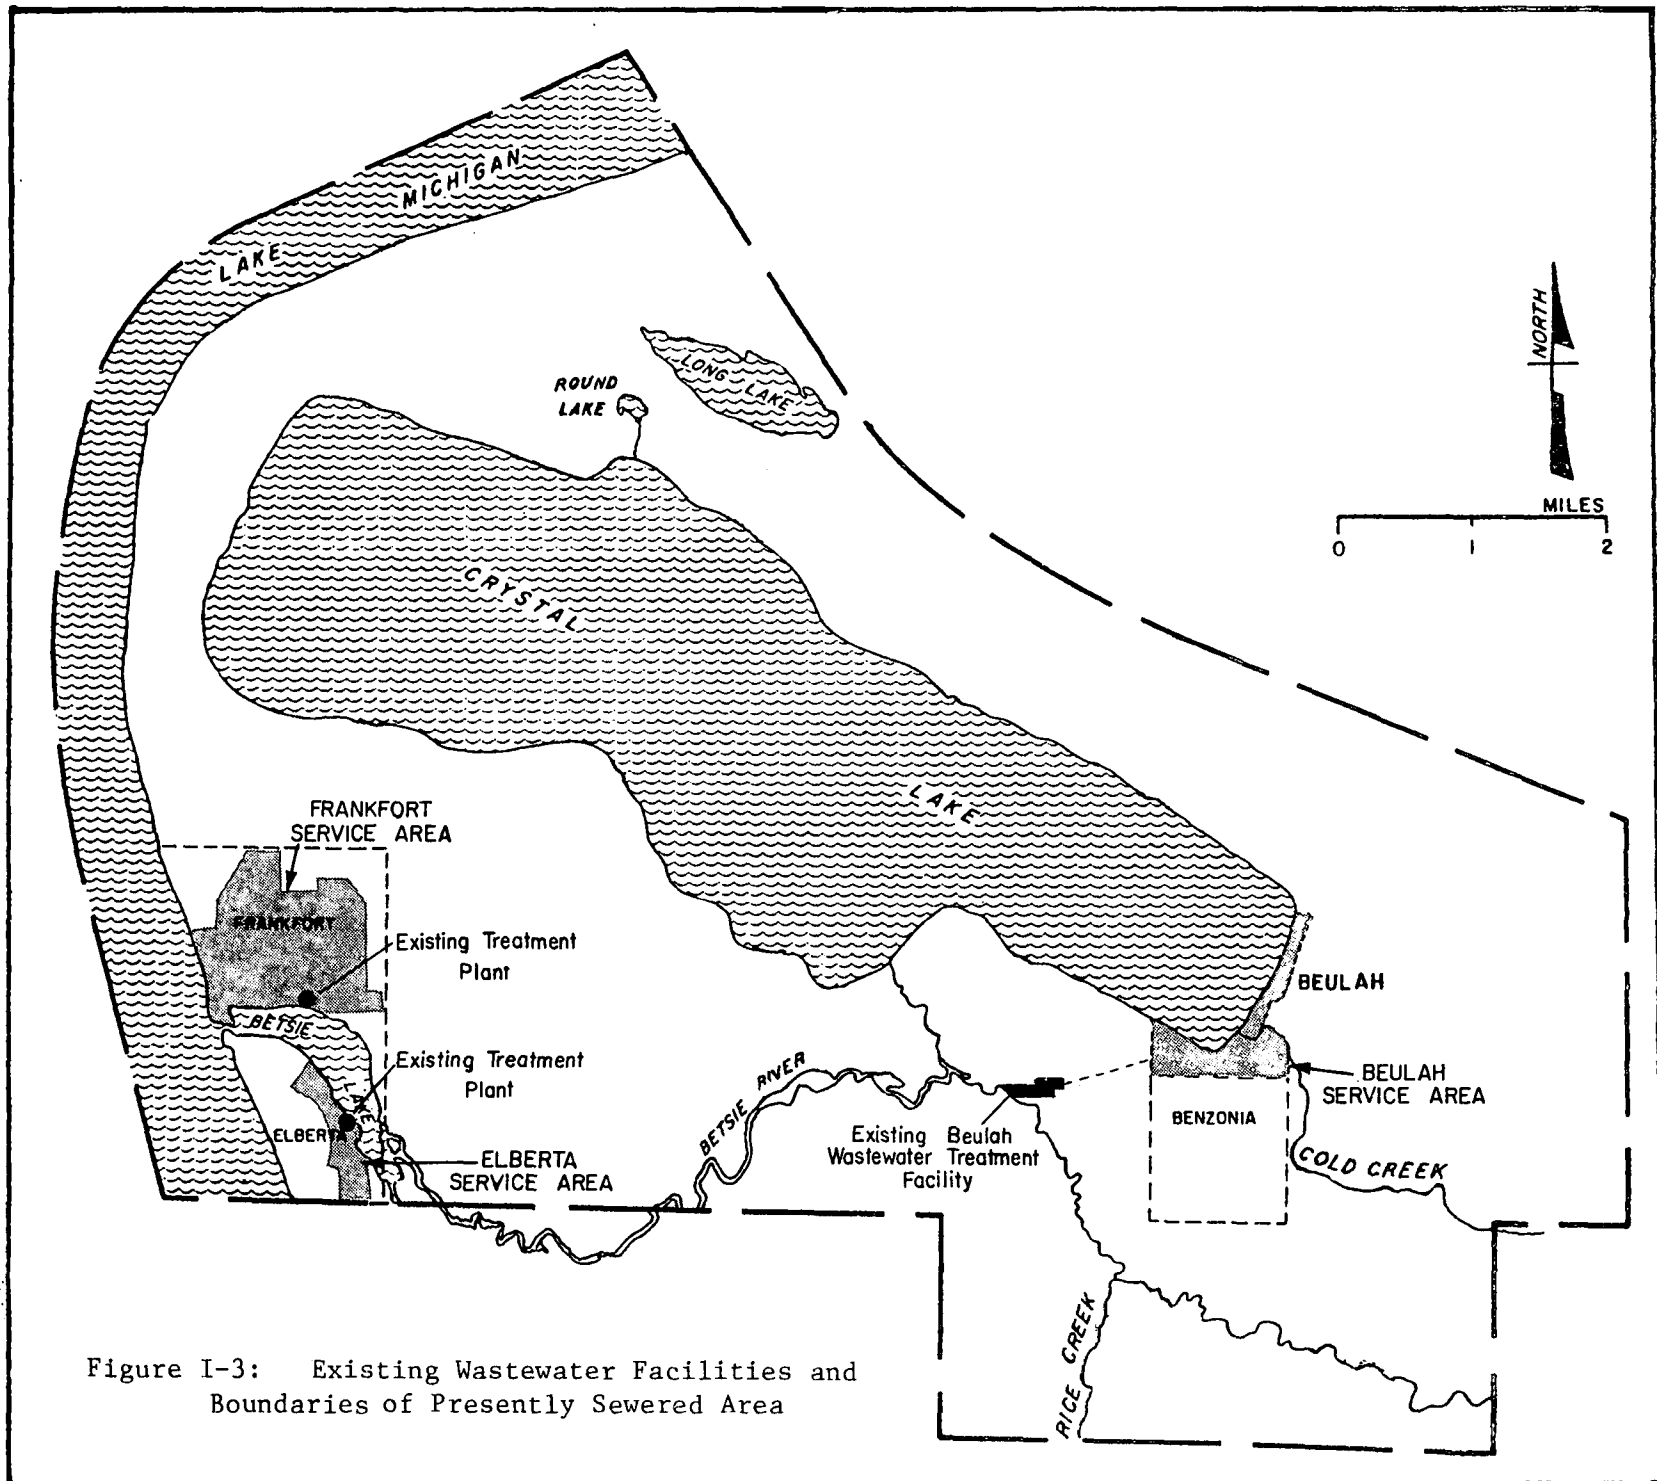 LAKE MICHIGAN
NORTH
ROUND
LAKE
LONG LAKE
MILES
0 1 2
CRYSTAL LAKE
FRANKFORT
SERVICE AREA
FRANKFORT
Existing Treatment
Plant
BETSIE LAKE
Existing Treatment
Plant
ELBERTA
ELBERTA
SERVICE AREA
BETSIE RIVER
Existing Beulah
Wastewater Treatment
Facility
BEULAH
BEULAH
SERVICE AREA
BENZONIA
COLD CREEK
RICE CREEK
Figure I-3: Existing Wastewater Facilities and
Boundaries of Presently Sewered Area